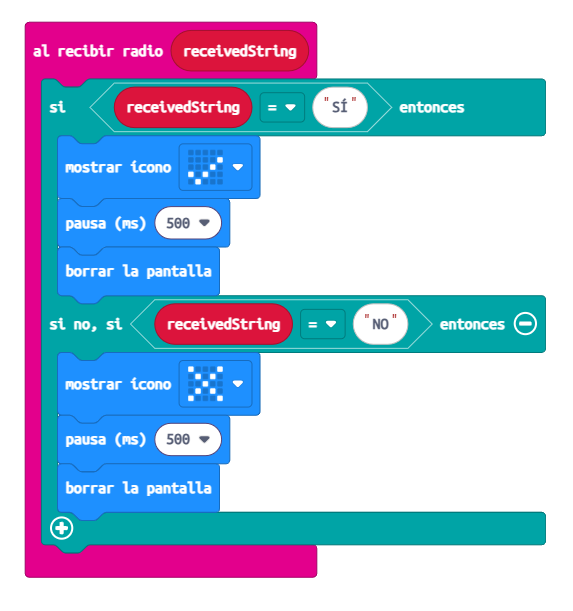 al recibir radio receivedString
si receivedString = "SÍ" entonces
mostrar icono
pausa (ms) 500
borrar la pantalla
si no, si receivedString = "NO" entonces
mostrar icono
pausa (ms) 500
borrar la pantalla